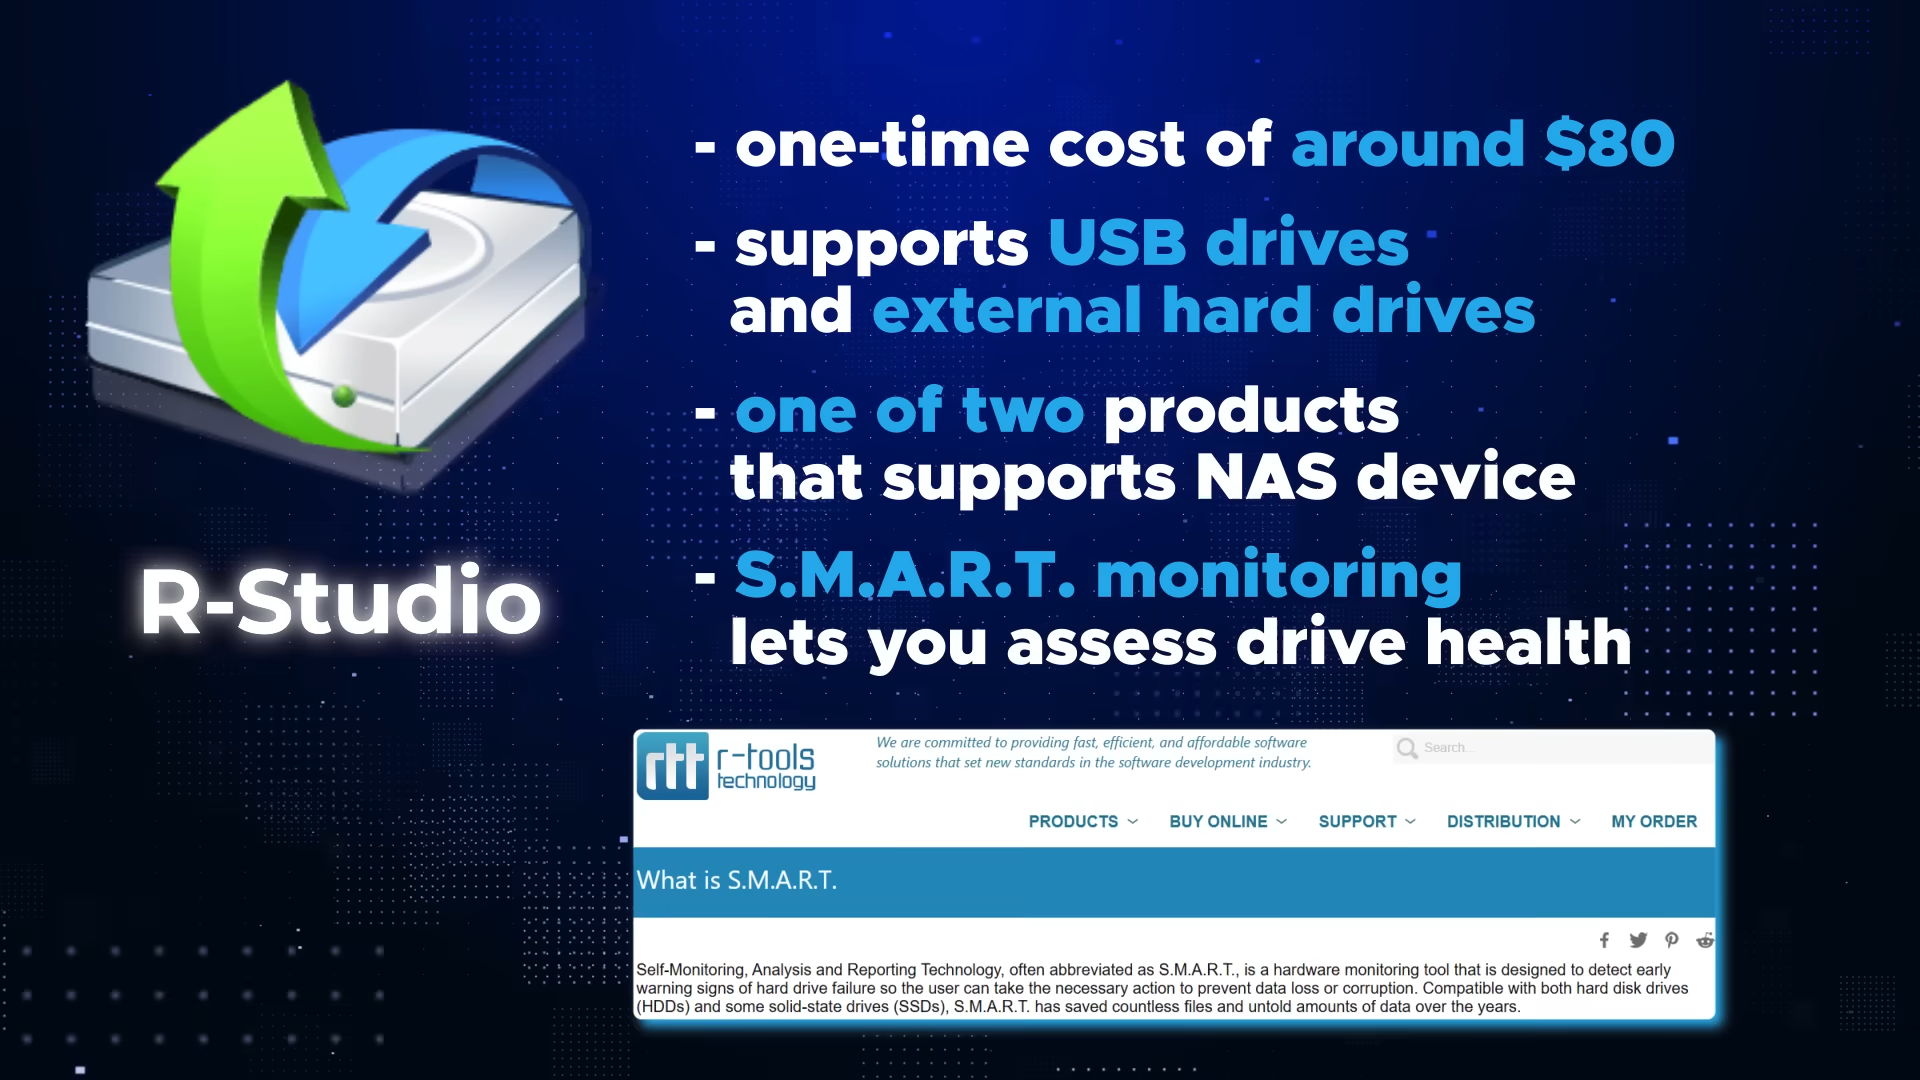 R-Studio
- one-time cost of around $80
- supports USB drives
and external hard drives
- one of two products
that supports NAS device
- S.M.A.R.T. monitoring
lets you assess drive health
rtt r-tools
technology
We are committed to providing fast, efficient, and affordable software
solutions that set new standards in the software development industry.
Search...
PRODUCTS BUY ONLINE SUPPORT DISTRIBUTION MY ORDER
What is S.M.A.R.T.
Self-Monitoring, Analysis and Reporting Technology, often abbreviated as S.M.A.R.T., is a hardware monitoring tool that is designed to detect early
warning signs of hard drive failure so the user can take the necessary action to prevent data loss or corruption. Compatible with both hard disk drives
(HDDs) and some solid-state drives (SSDs), S.M.A.R.T. has saved countless files and untold amounts of data over the years.